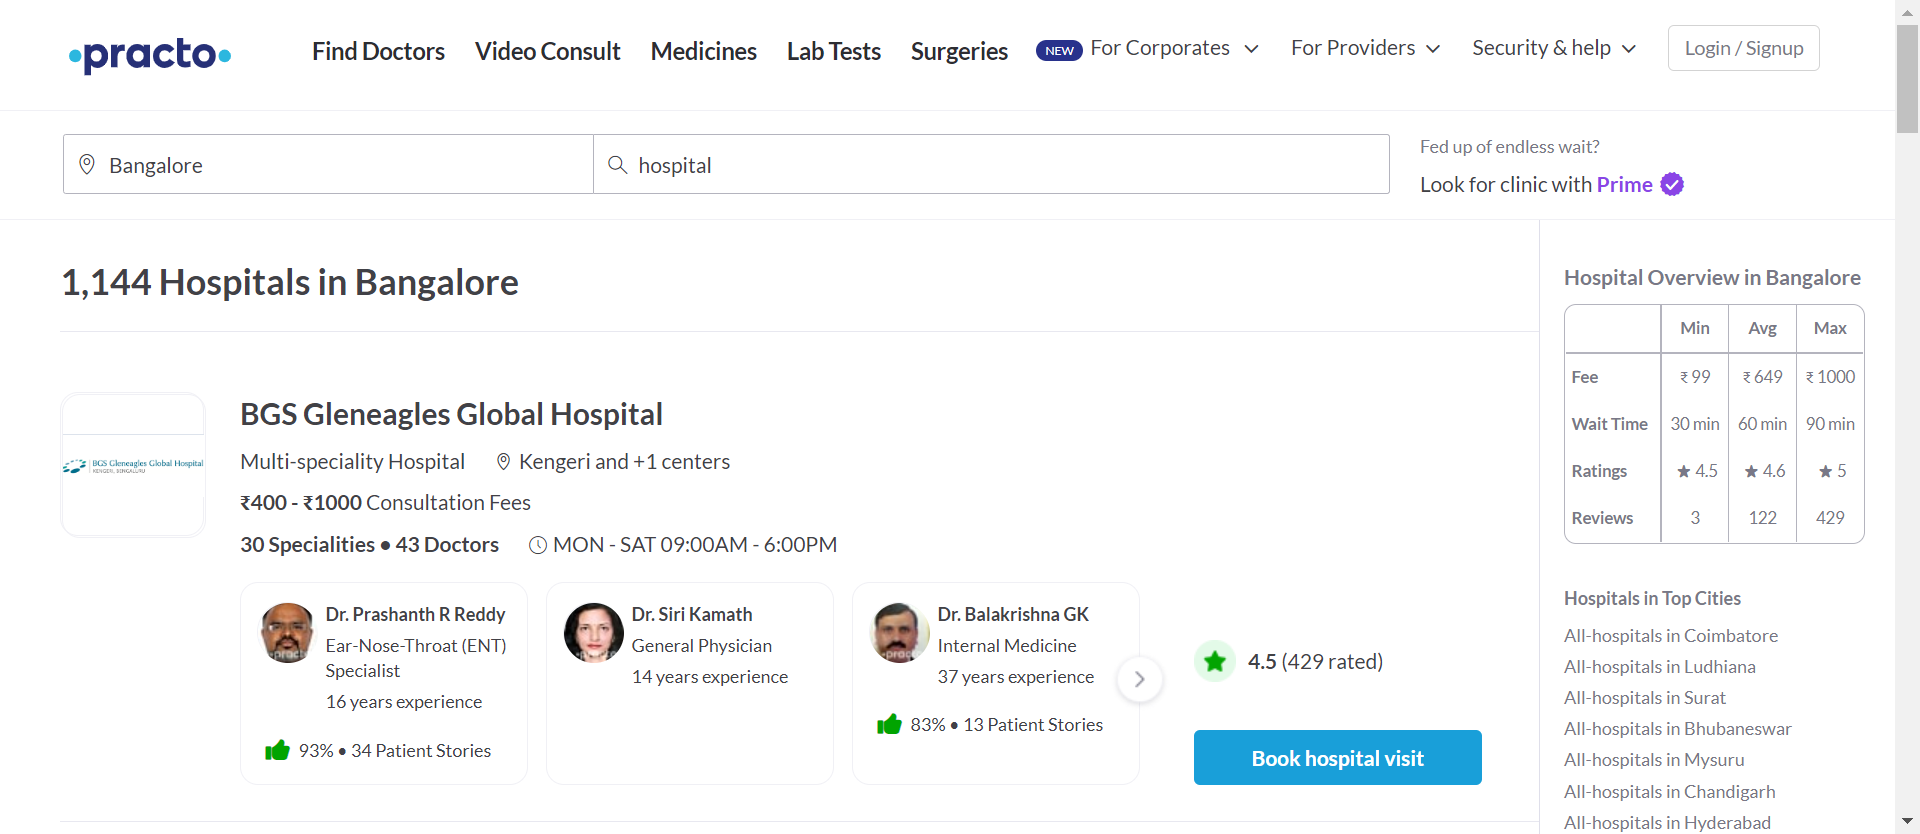 practo
Find Doctors
Video Consult
Medicines
Lab Tests
Surgeries
NEW For Corporates
For Providers
Security & help
Login / Signup
Bangalore
hospital
Fed up of endless wait?
Look for clinic with Prime
1,144 Hospitals in Bangalore
BGS Gleneagles Global Hospital
KENGERI, BENGALURU
BGS Gleneagles Global Hospital
Multi-speciality Hospital
Kengeri and +1 centers
₹400 - ₹1000 Consultation Fees
30 Specialities • 43 Doctors
MON - SAT 09:00AM - 6:00PM
Dr. Prashanth R Reddy
Ear-Nose-Throat (ENT)
Specialist
16 years experience
93% • 34 Patient Stories
Dr. Siri Kamath
General Physician
14 years experience
Dr. Balakrishna GK
Internal Medicine
37 years experience
83% • 13 Patient Stories
4.5 (429 rated)
Book hospital visit
Hospital Overview in Bangalore
Min Avg Max
Fee ₹ 99 ₹ 649 ₹ 1000
Wait Time 30 min 60 min 90 min
Ratings ★ 4.5 ★ 4.6 ★ 5
Reviews 3 122 429
Hospitals in Top Cities
All-hospitals in Coimbatore
All-hospitals in Ludhiana
All-hospitals in Surat
All-hospitals in Bhubaneswar
All-hospitals in Mysuru
All-hospitals in Chandigarh
All-hospitals in Hyderabad